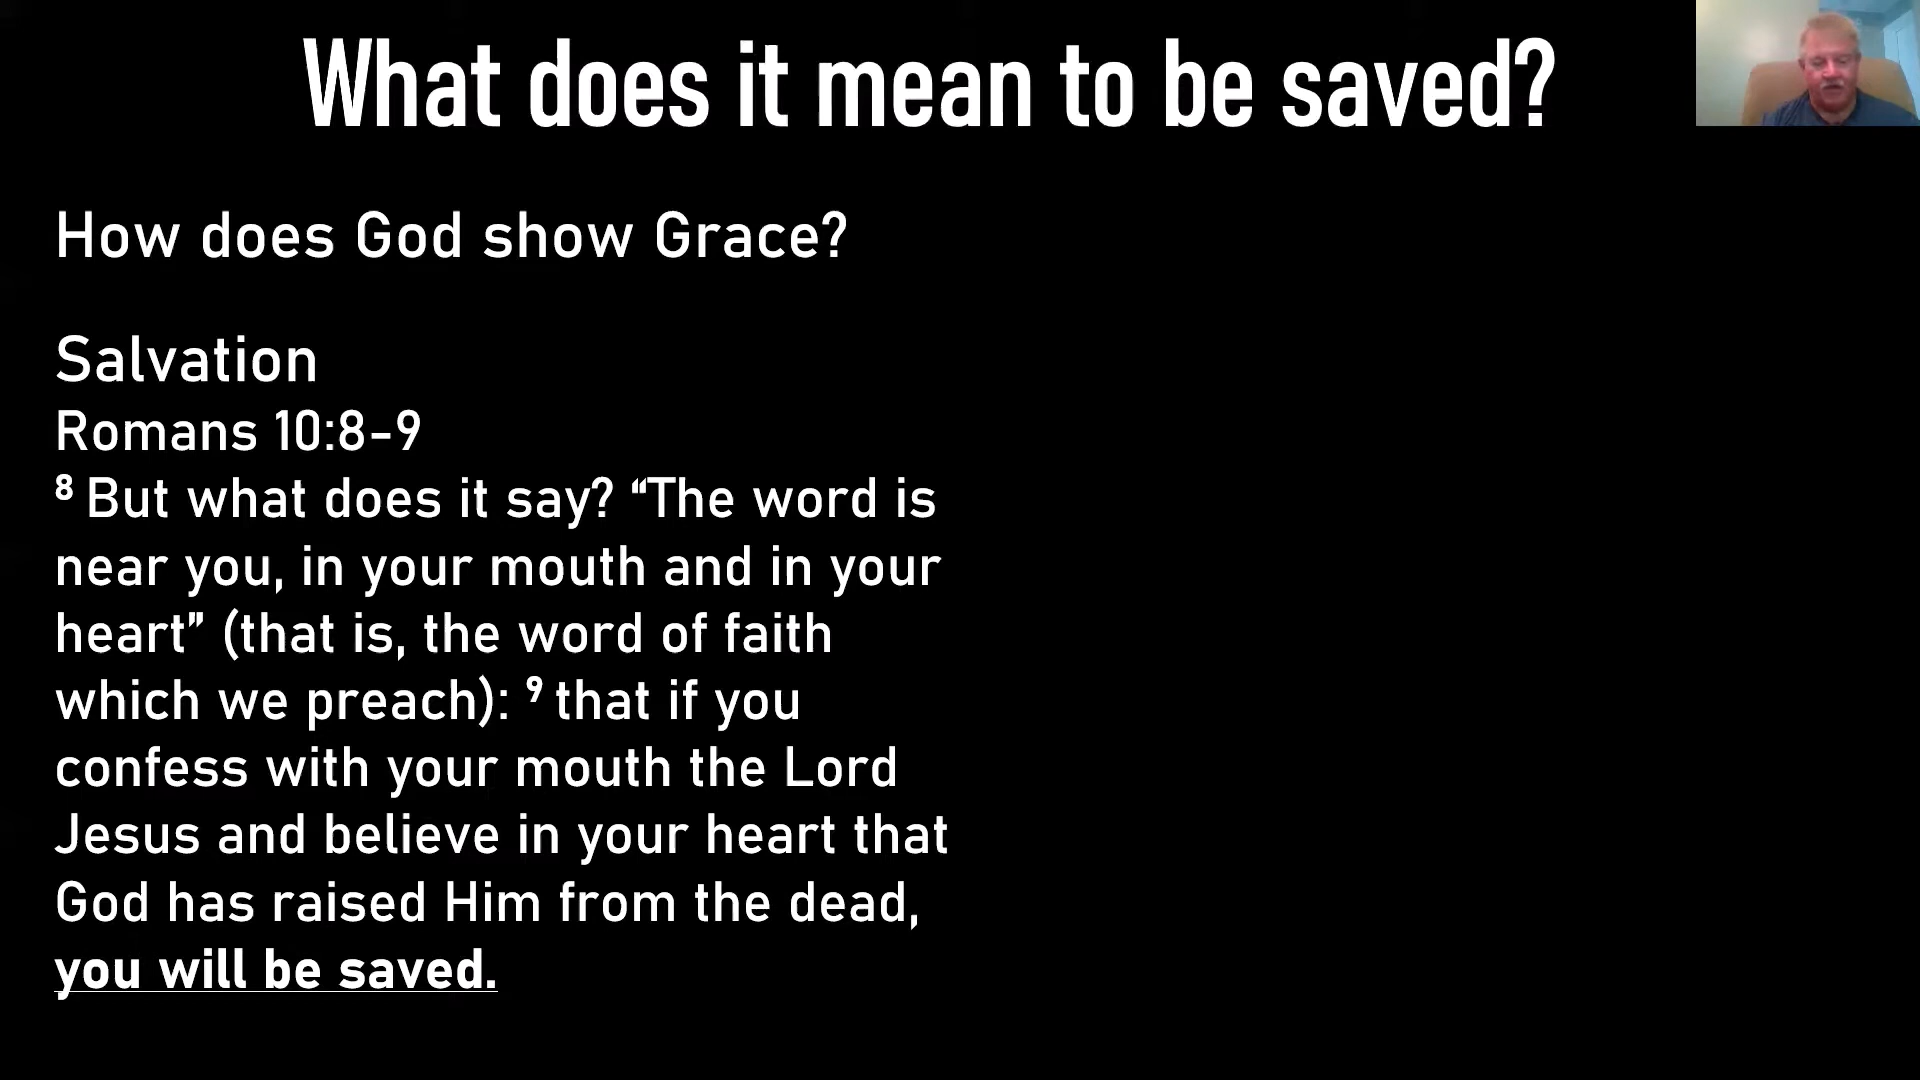 What does it mean to be saved?
How does God show Grace?
Salvation
Romans 10:8-9
⁸ But what does it say? “The word is
near you, in your mouth and in your
heart” (that is, the word of faith
which we preach): ⁹ that if you
confess with your mouth the Lord
Jesus and believe in your heart that
God has raised Him from the dead,
you will be saved.